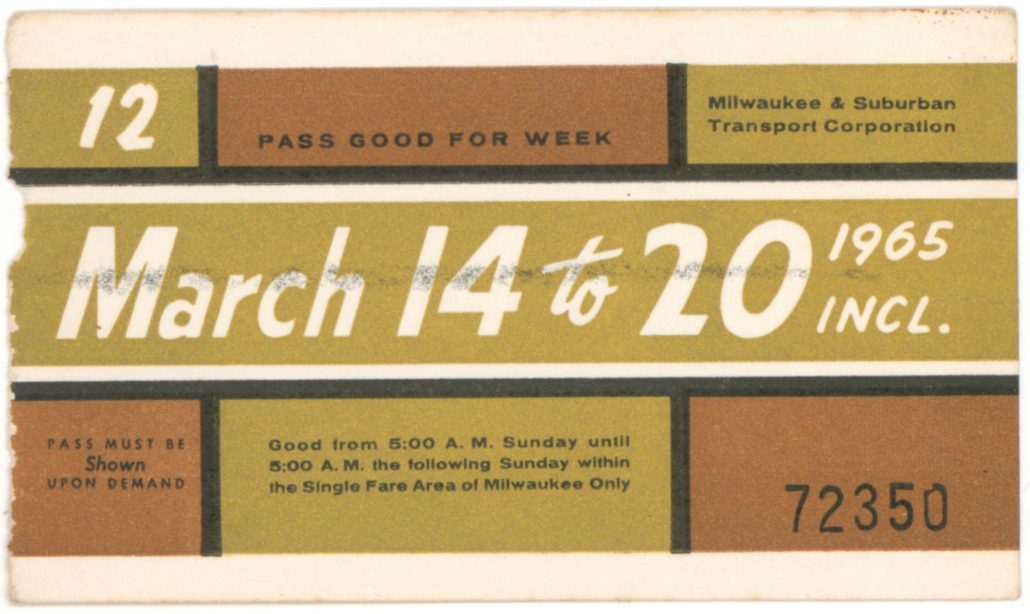 12
PASS GOOD FOR WEEK
Milwaukee & Suburban
Transport Corporation
March 14 to 20 1965
INCL.
PASS MUST BE
Shown
UPON DEMAND
Good from 5:00 A. M. Sunday until
5:00 A. M. the following Sunday within
the Single Fare Area of Milwaukee Only
72350